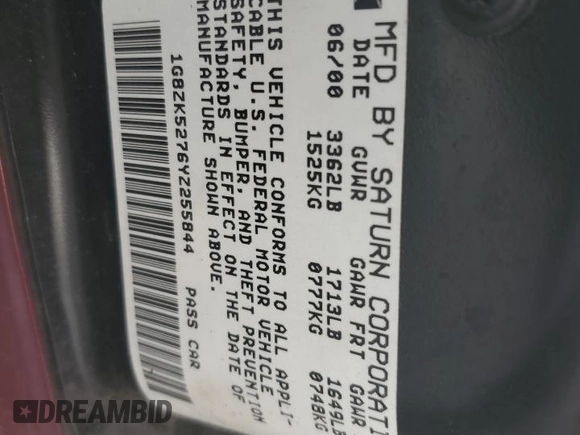 MFD BY SATURN CORPORATI
DATE GVWR GAWR FRT GAWR
06/00 3362LB 1713LB 1649LB
1525KG 0777KG 0748KG
THIS VEHICLE CONFORMS TO ALL APPLI-
CABLE U.S. FEDERAL MOTOR VEHICLE
SAFETY, BUMPER, AND THEFT PREVENTION
STANDARDS IN EFFECT ON THE DATE OF
MANUFACTURE SHOWN ABOVE.
1G8ZK5276YZ255844 PASS CAR
DREAMBID